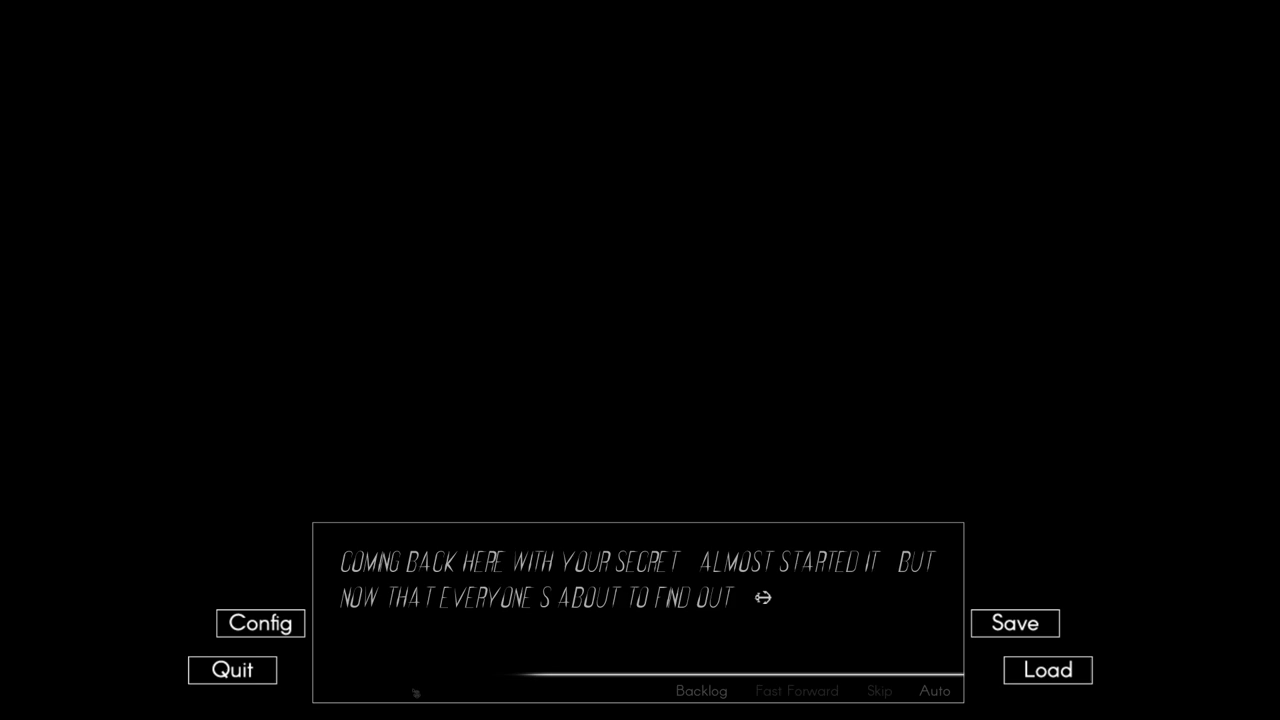 COMING BACK HERE WITH YOUR SECRET ALMOST STARTED IT BUT
NOW THAT EVERYONE S ABOUT TO FIND OUT
Config
Save
Quit
Load
Backlog Fast Forward Skip Auto